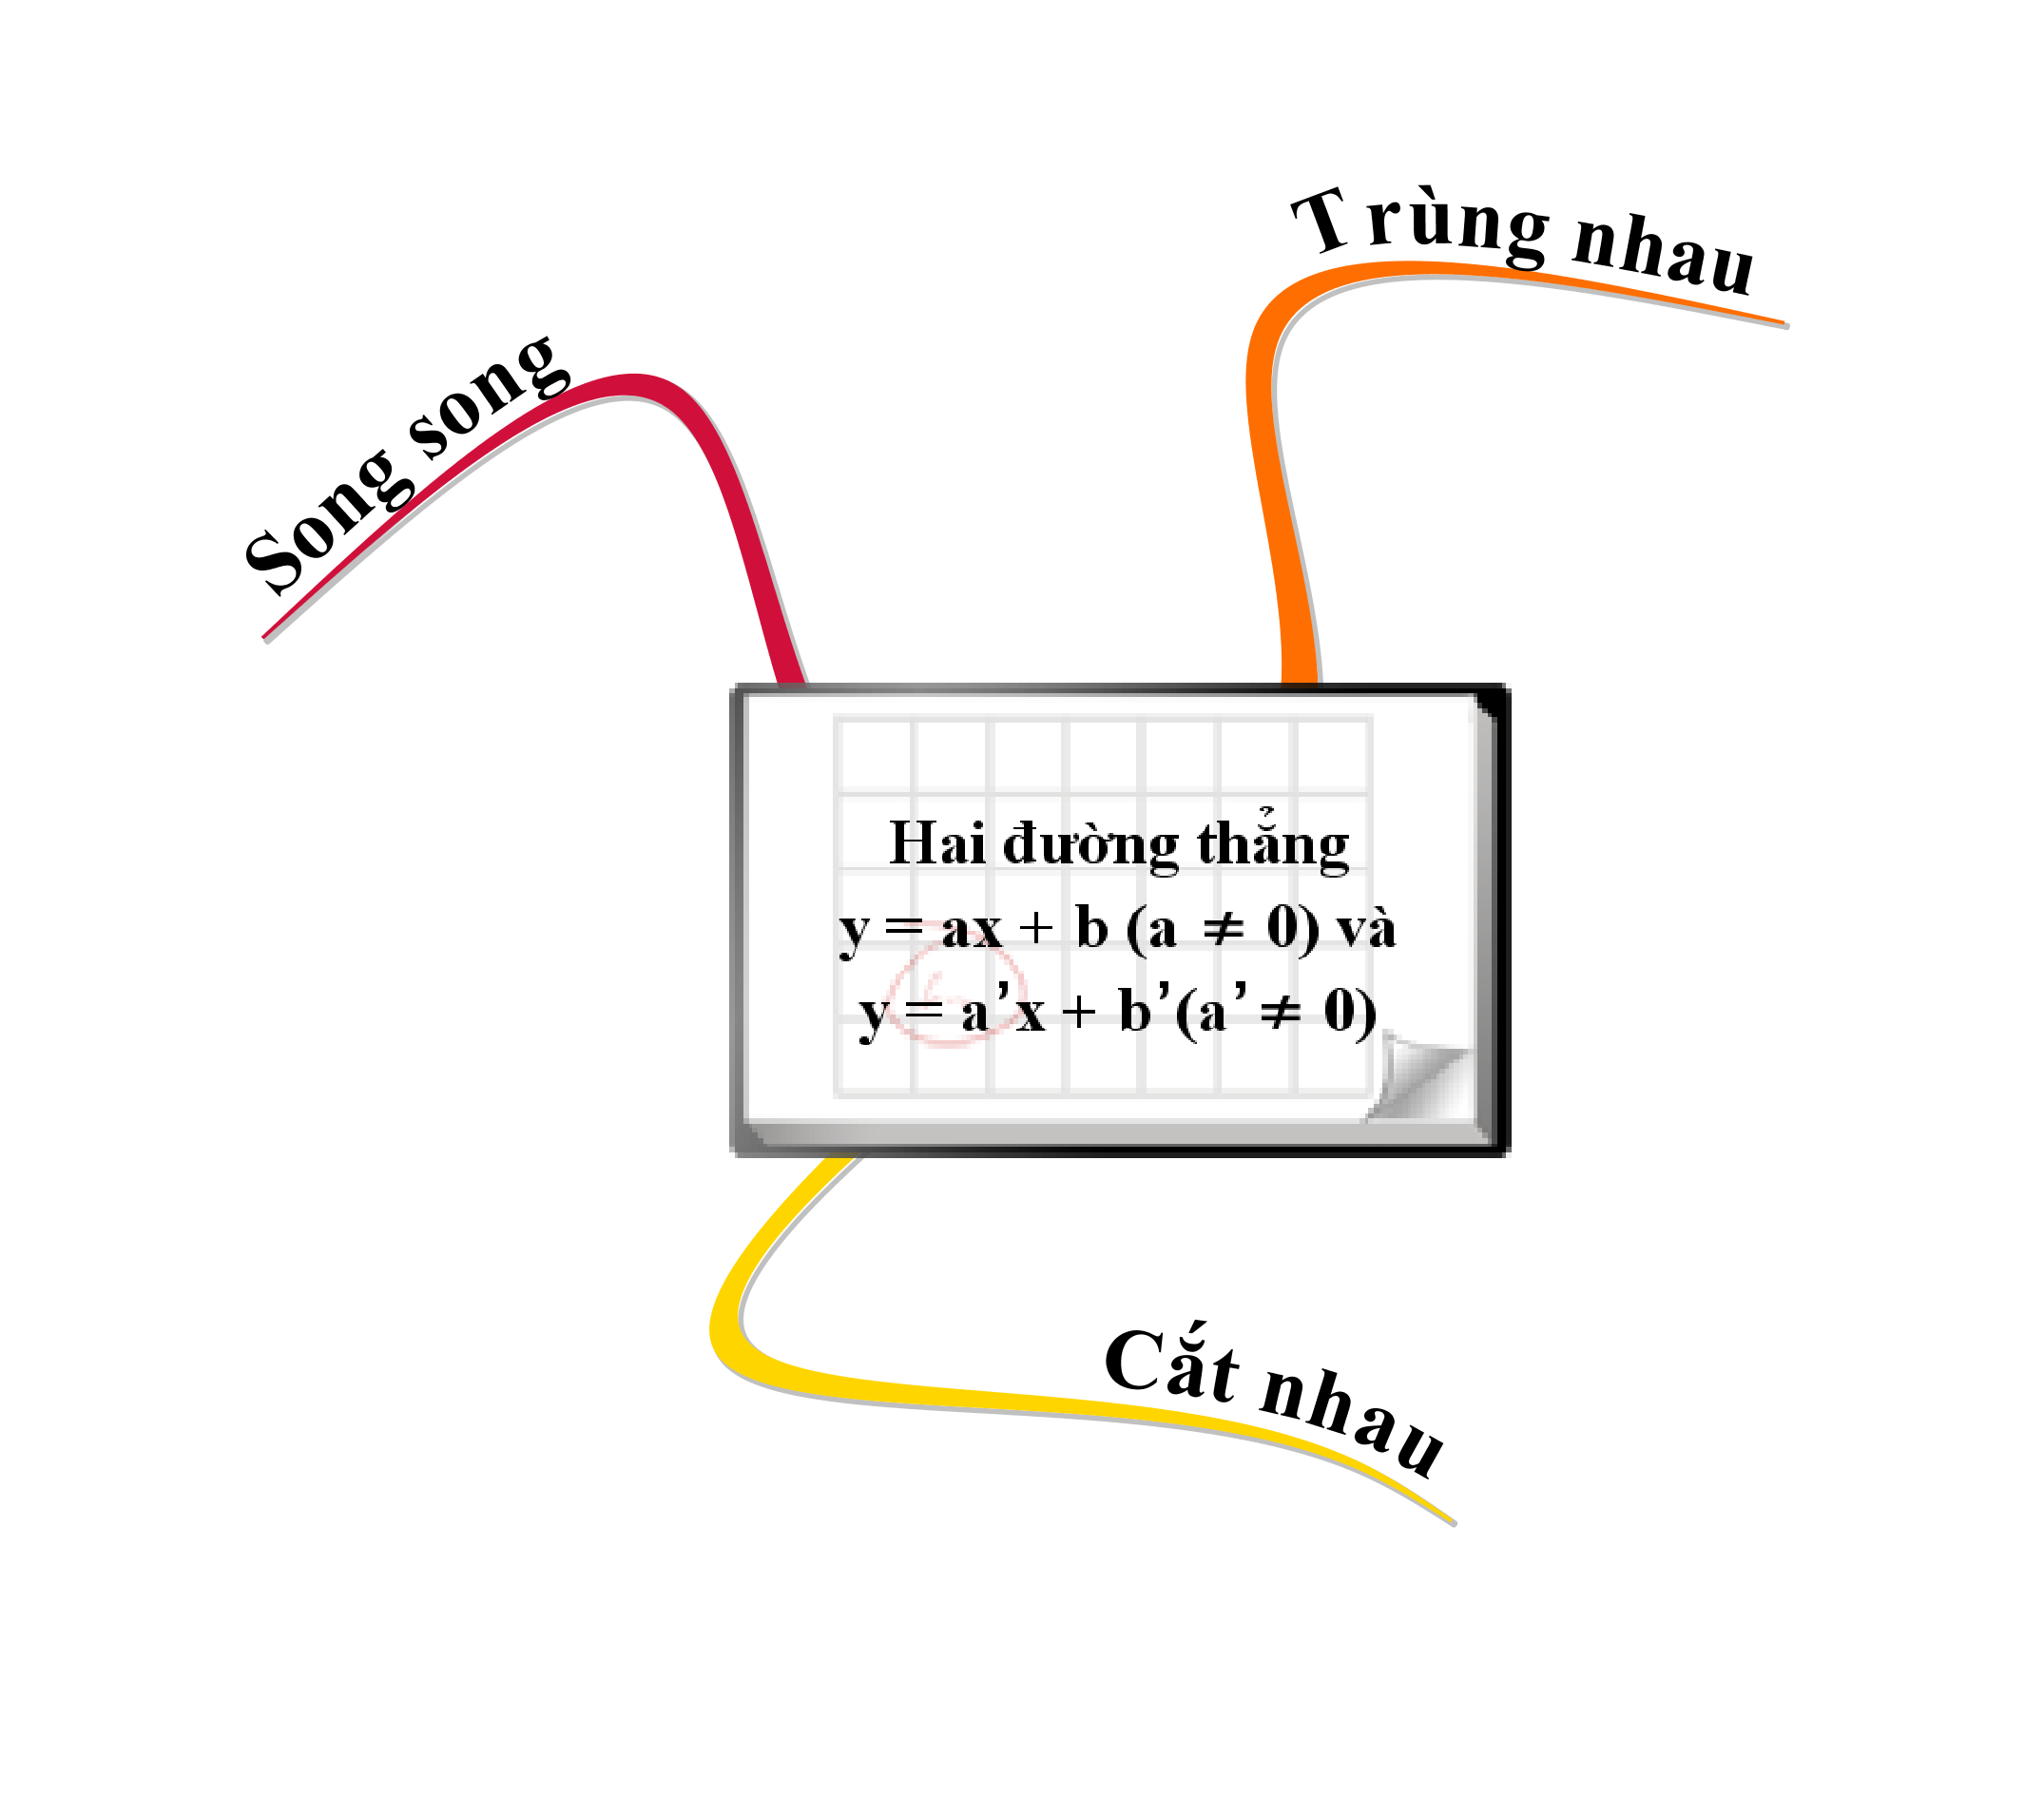 Trùng nhau
Song song
Hai đường thẳng
y = ax + b (a ≠ 0) và
y = a’x + b’(a’ ≠ 0)
Cắt nhau